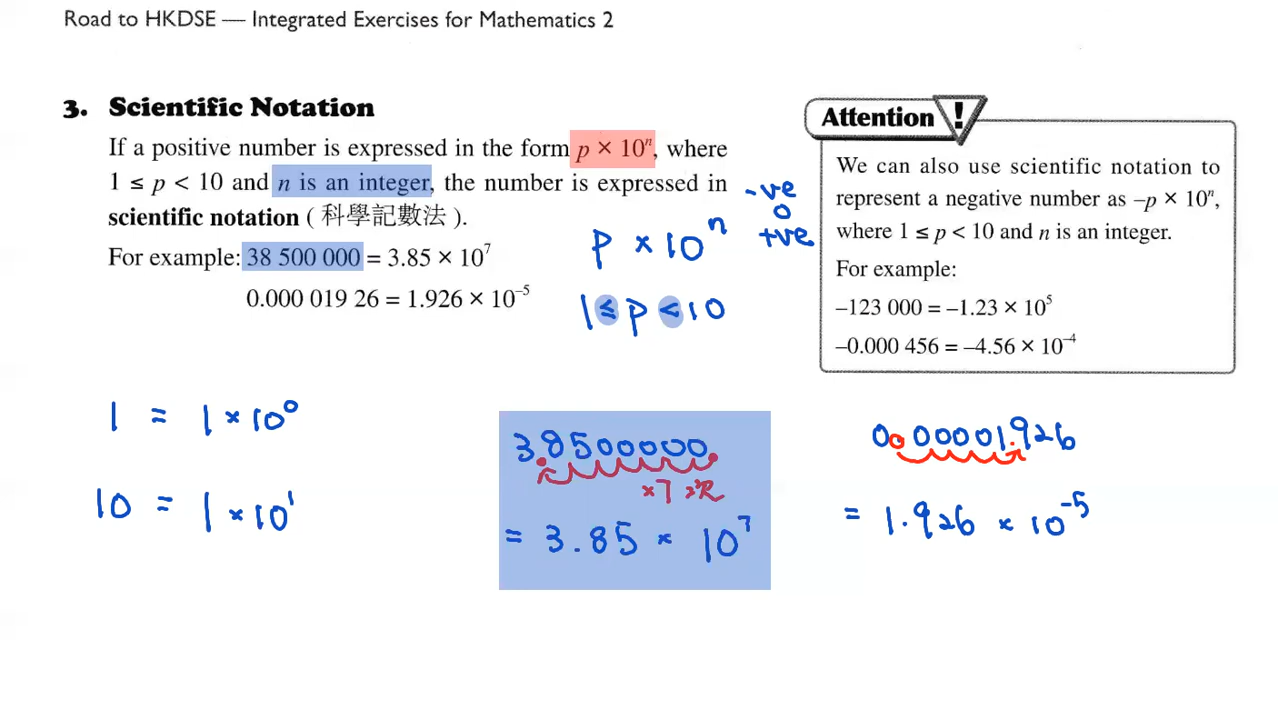 Road to HKDSE — Integrated Exercises for Mathematics 2
3. Scientific Notation
If a positive number is expressed in the form p × 10ⁿ, where
1 ≤ p < 10 and n is an integer, the number is expressed in
scientific notation (科學記數法).
For example: 38 500 000 = 3.85 × 10⁷
0.000 019 26 = 1.926 × 10⁻⁵
-ve
0
+ve
p × 10ⁿ
1 ≤ p < 10
Attention !
We can also use scientific notation to
represent a negative number as –p × 10ⁿ,
where 1 ≤ p < 10 and n is an integer.
For example:
–123 000 = –1.23 × 10⁵
–0.000 456 = –4.56 × 10⁻⁴
1 = 1 × 10⁰
10 = 1 × 10¹
3.8500000.
×7次
= 3.85 × 10⁷
0.00001.926
= 1.926 × 10⁻⁵